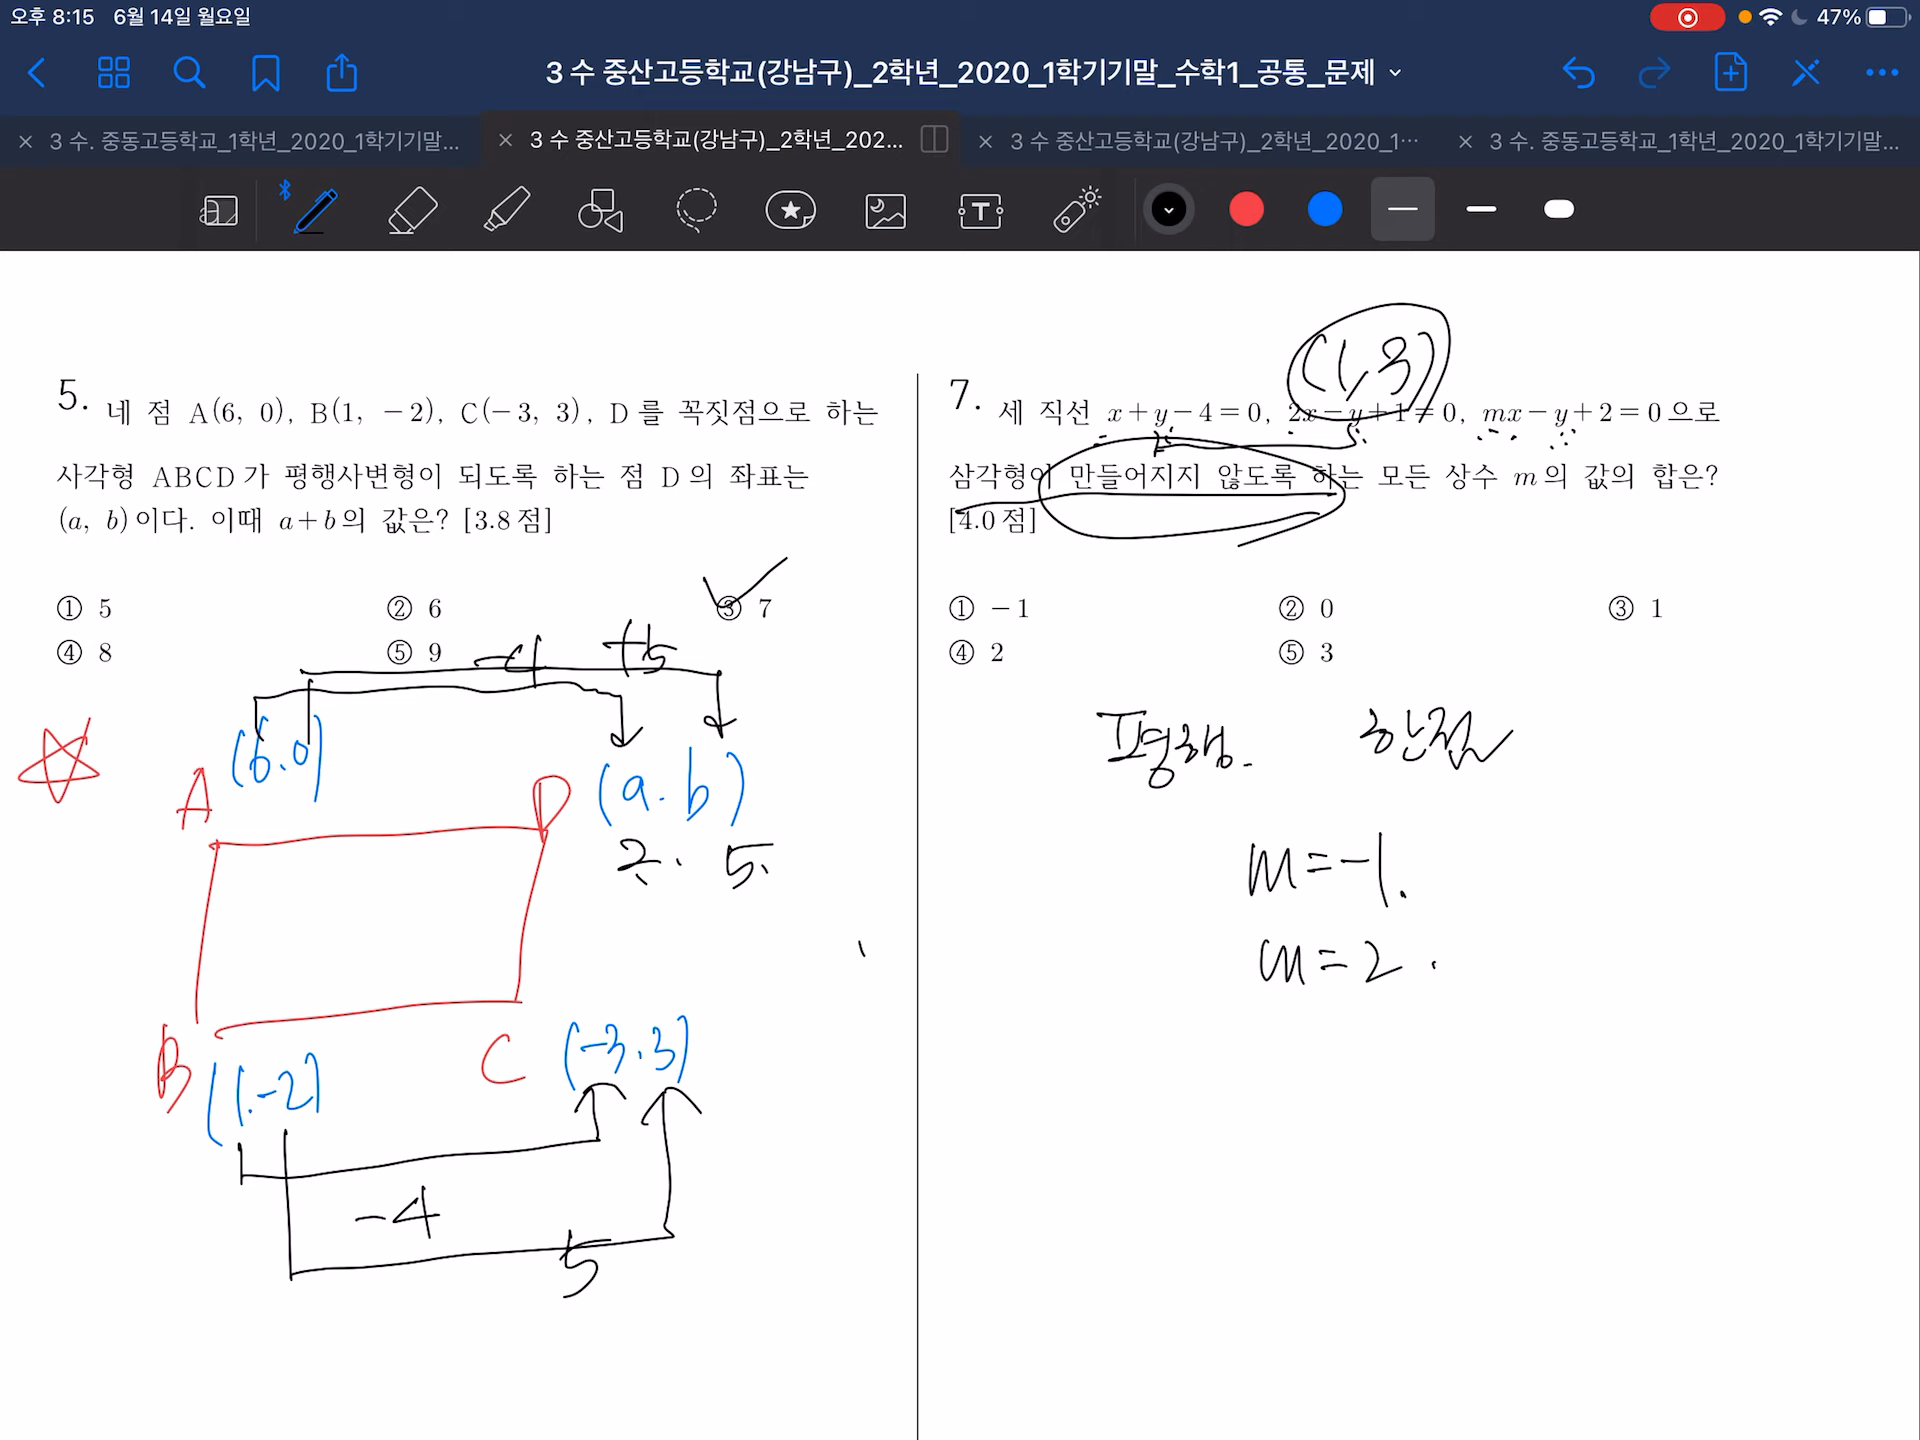 오후 8:15 6월 14일 월요일
47%
3 수 중산고등학교(강남구)_2학년_2020_1학기기말_수학1_공통_문제
× 3 수. 중동고등학교_1학년_2020_1학기기말...
× 3 수 중산고등학교(강남구)_2학년_202...
× 3 수 중산고등학교(강남구)_2학년_2020_1...
× 3 수. 중동고등학교_1학년_2020_1학기기말...
5. 네 점 A(6, 0), B(1, -2), C(-3, 3), D를 꼭짓점으로 하는
사각형 ABCD가 평행사변형이 되도록 하는 점 D의 좌표는
(a, b)이다. 이때 a+b의 값은? [3.8점]
① 5 ② 6 ③ 7
④ 8 ⑤ 9
-4 +5
(6.0)
A D (a.b)
2. 5.
B (1.-2) C (-3.3)
-4
5
(1,3)
7. 세 직선 x+y-4=0, 2x-y+1=0, mx-y+2=0으로
삼각형이 만들어지지 않도록 하는 모든 상수 m의 값의 합은?
[4.0점]
① -1 ② 0 ③ 1
④ 2 ⑤ 3
평행. 한점
m=-1.
m=2.